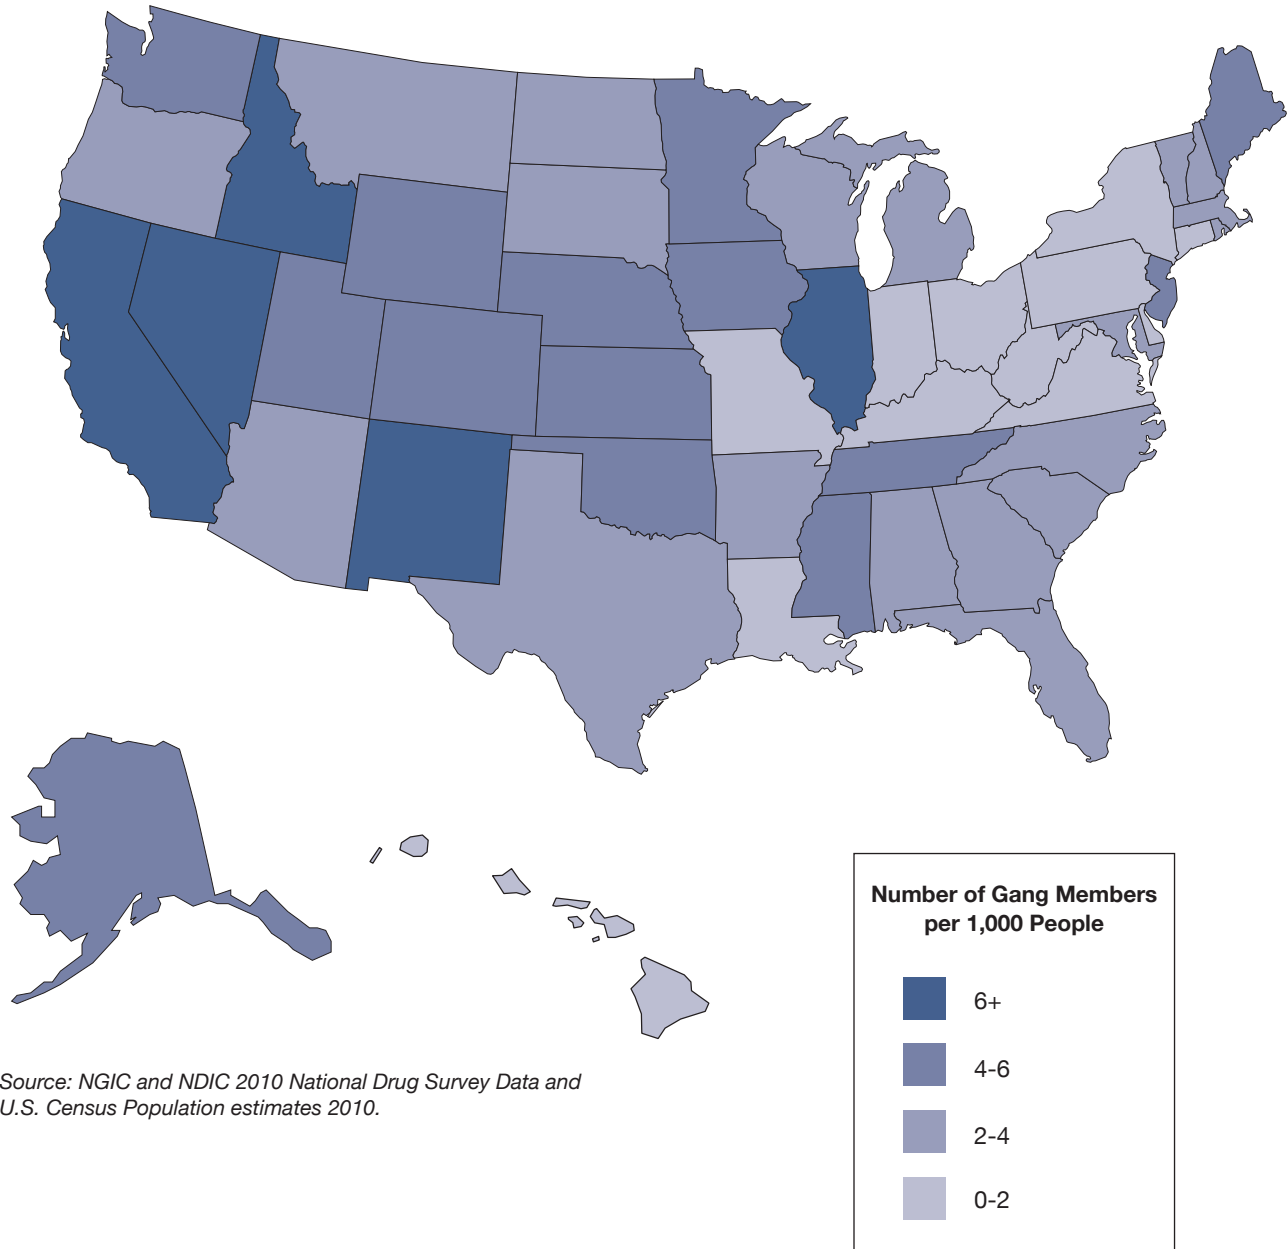 Number of Gang Members
per 1,000 People
6+
4-6
2-4
0-2
Source: NGIC and NDIC 2010 National Drug Survey Data and
U.S. Census Population estimates 2010.